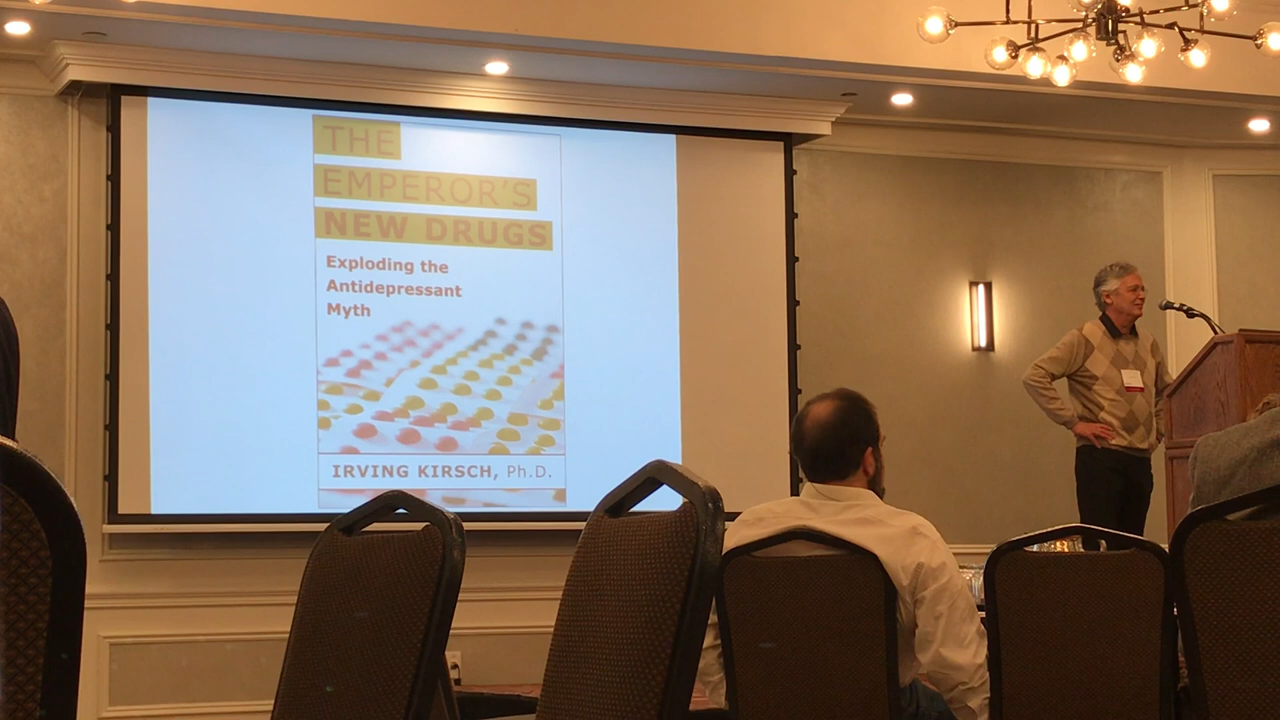 THE
EMPEROR'S
NEW DRUGS
Exploding the
Antidepressant
Myth
IRVING KIRSCH, Ph.D.